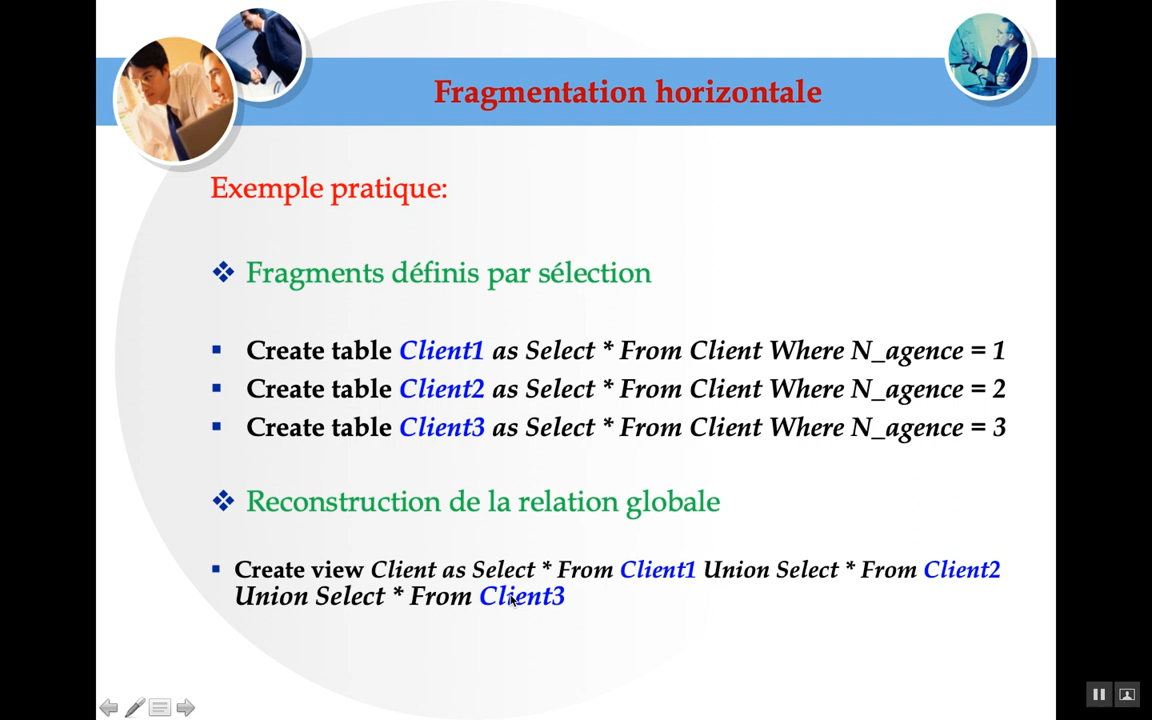 Fragmentation horizontale
Exemple pratique:
❖ Fragments définis par sélection
▪ Create table Client1 as Select * From Client Where N_agence = 1
▪ Create table Client2 as Select * From Client Where N_agence = 2
▪ Create table Client3 as Select * From Client Where N_agence = 3
❖ Reconstruction de la relation globale
▪ Create view Client as Select * From Client1 Union Select * From Client2
Union Select * From Client3